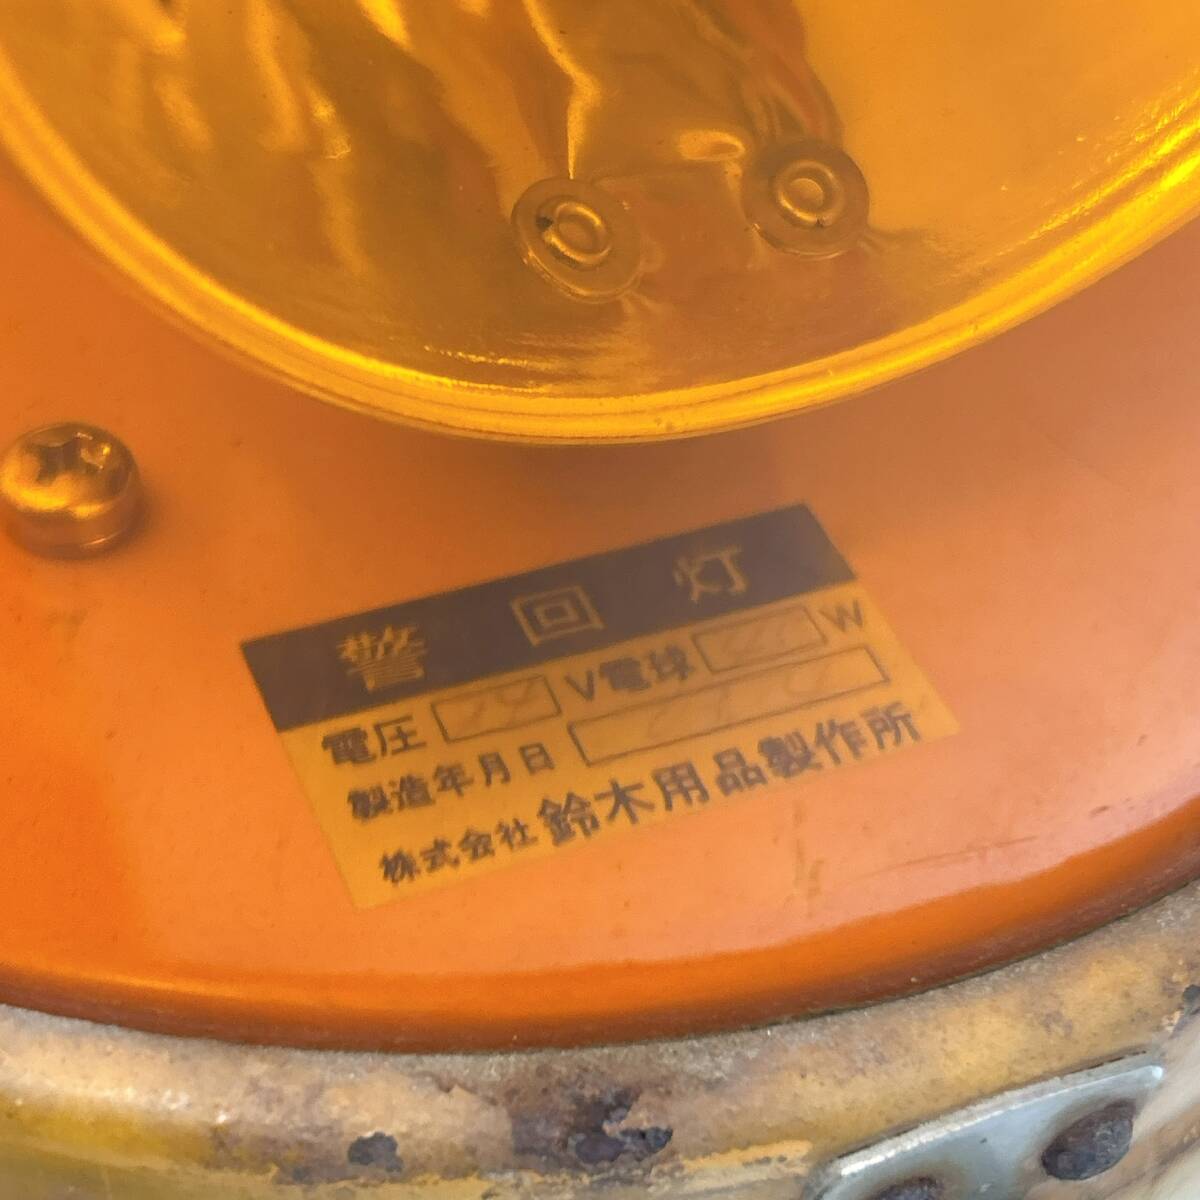 警回灯
電圧 24 V電球 W
製造年月日
株式会社 鈴木用品製作所